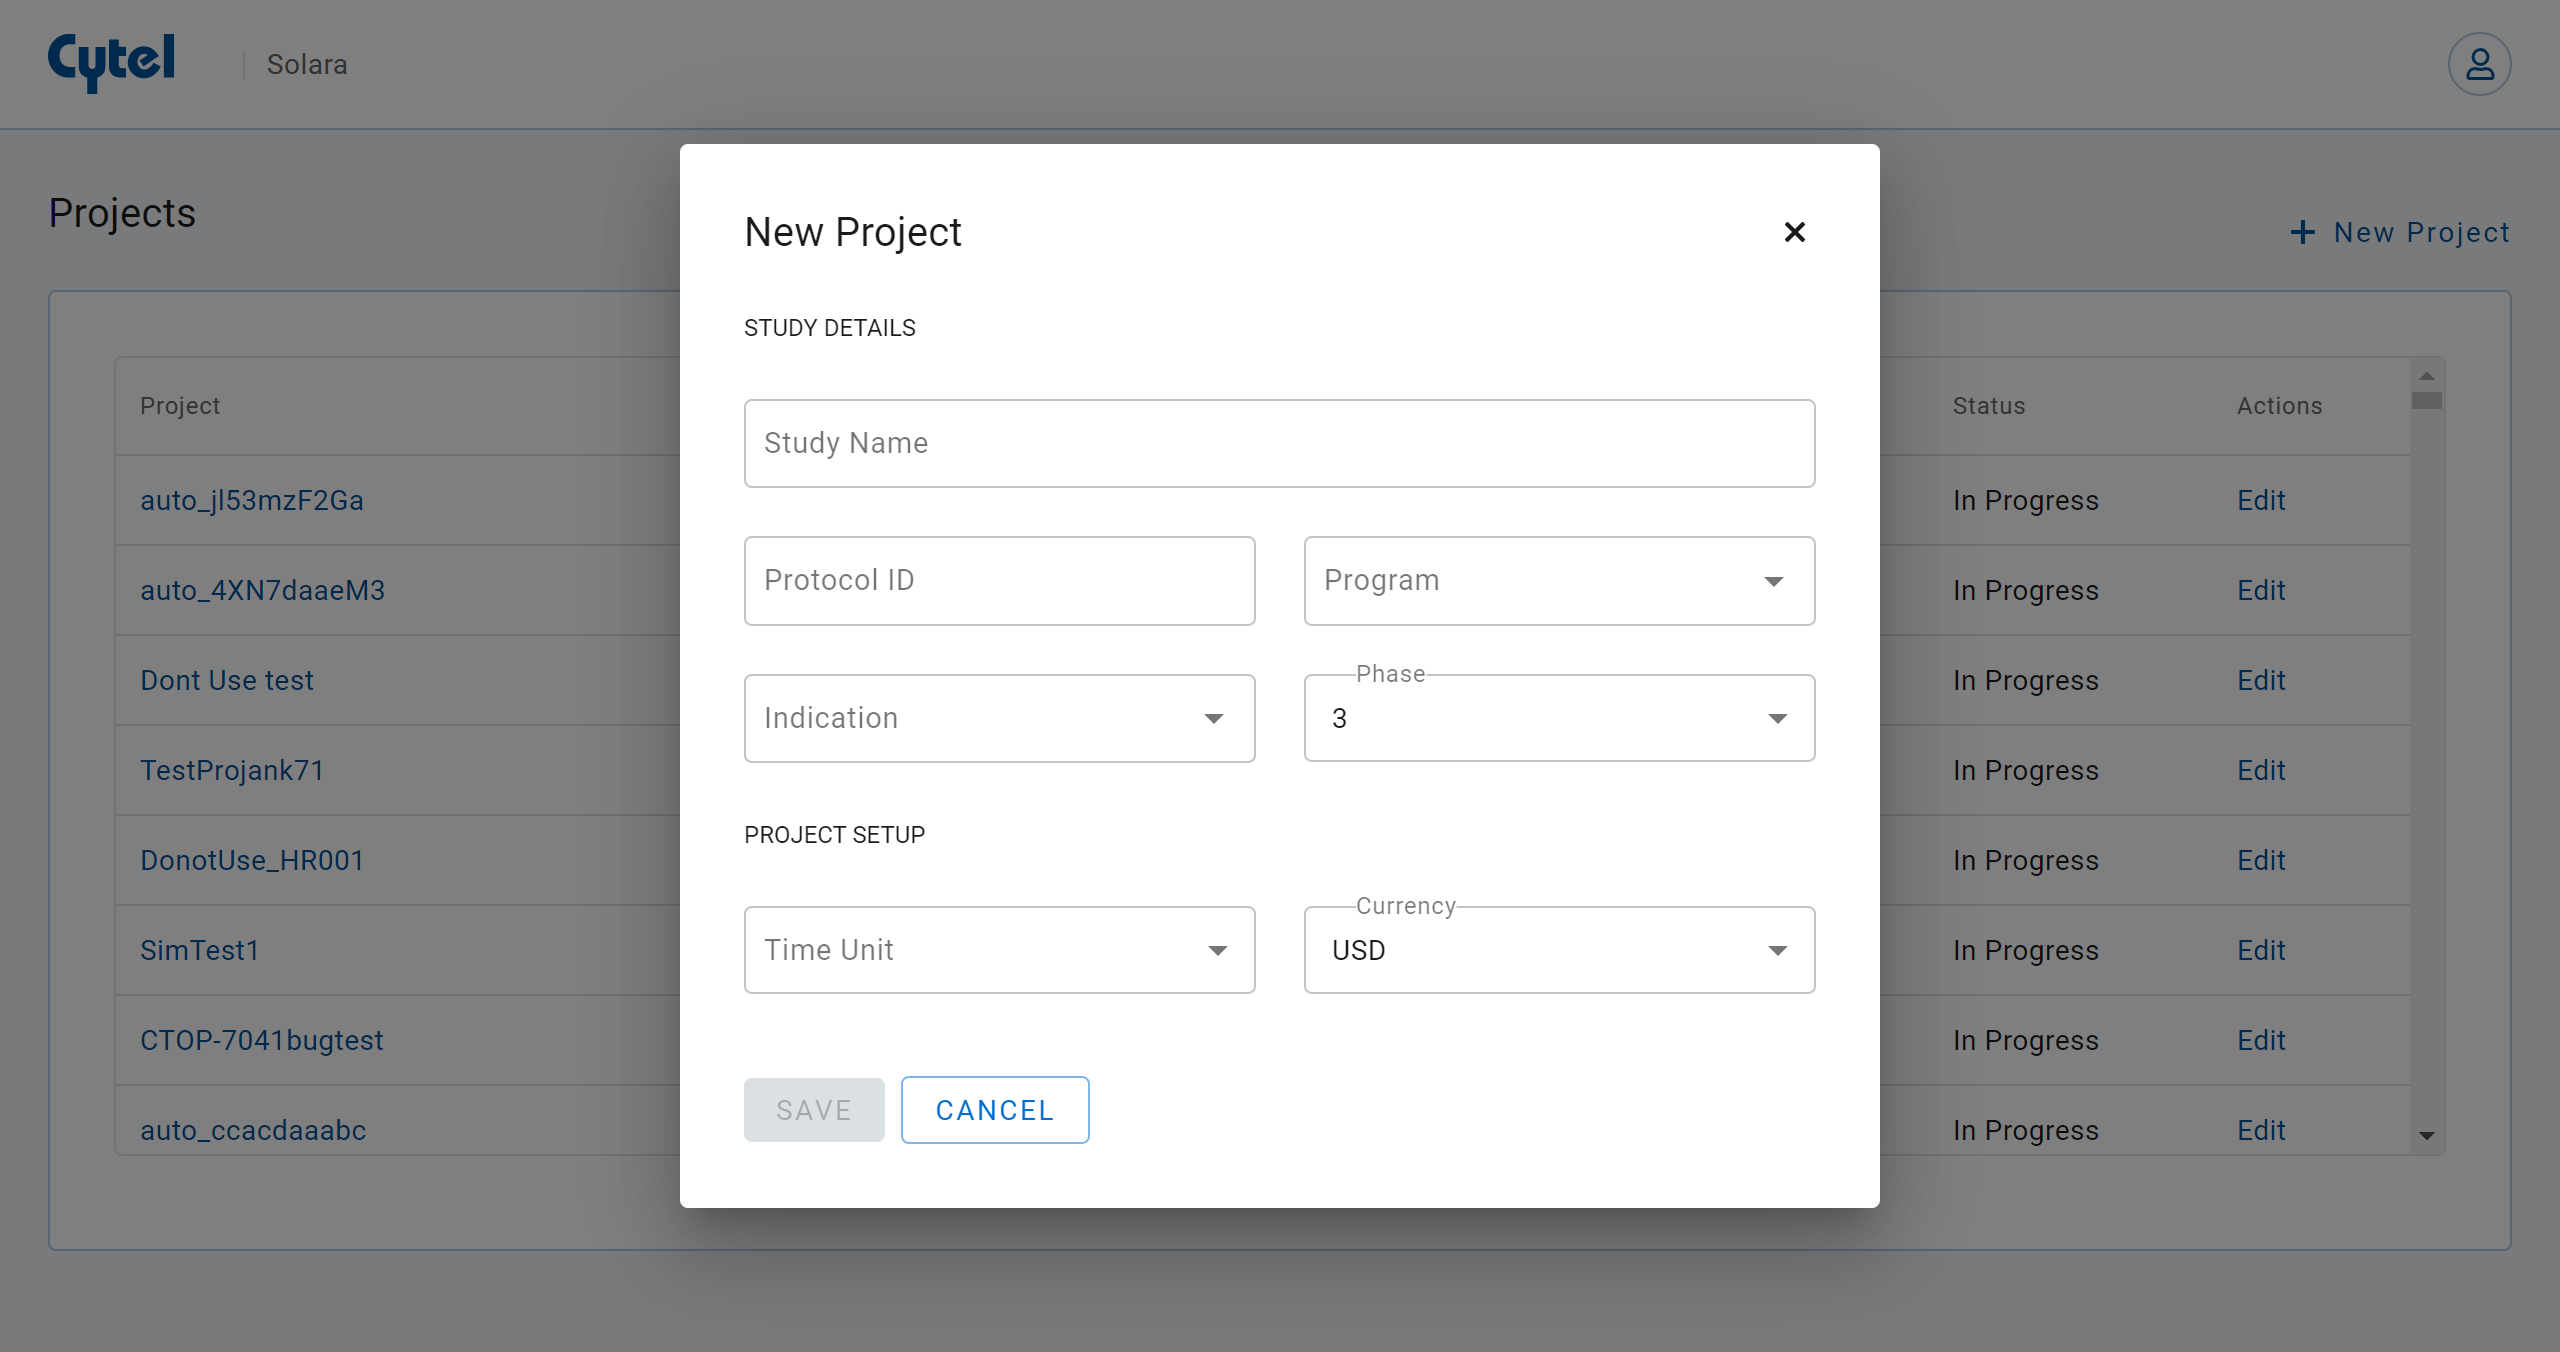 Cytel | Solara
Projects
+ New Project
Project Status Actions
auto_jl53mzF2Ga In Progress Edit
auto_4XN7daaeM3 In Progress Edit
Dont Use test In Progress Edit
TestProjank71 In Progress Edit
DonotUse_HR001 In Progress Edit
SimTest1 In Progress Edit
CTOP-7041bugtest In Progress Edit
auto_ccacdaaabc In Progress Edit
New Project
STUDY DETAILS
Study Name
Protocol ID Program
Phase
Indication 3
PROJECT SETUP
Currency
Time Unit USD
SAVE CANCEL